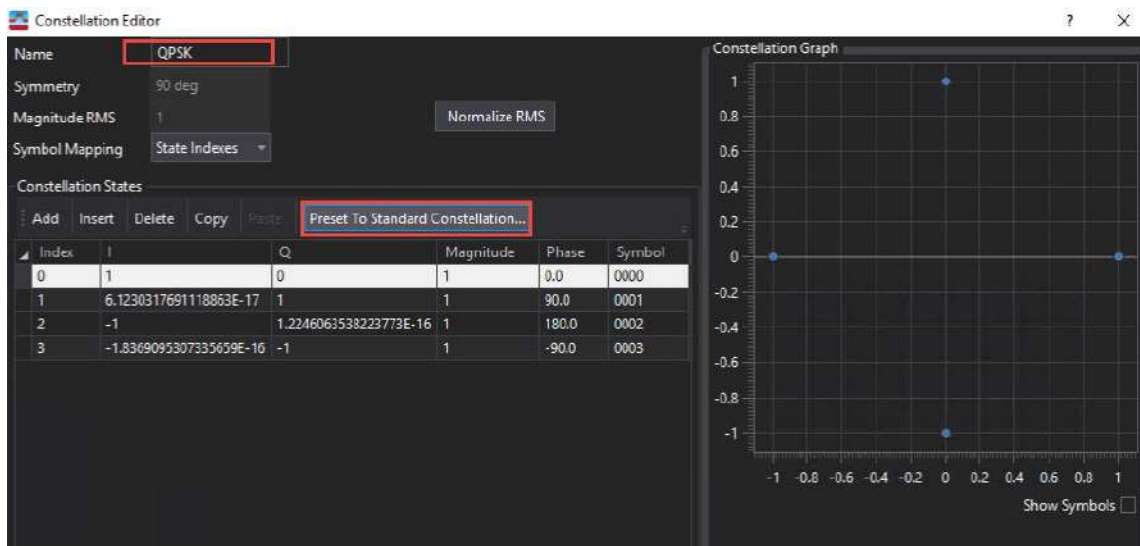 Constellation Editor ? X
Name QPSK
Symmetry 90 deg
Magnitude RMS 1 Normalize RMS
Symbol Mapping State Indexes
Constellation States
Add Insert Delete Copy Paste Preset To Standard Constellation...
Index I Q Magnitude Phase Symbol
0 1 0 1 0.0 0000
1 6.1230317691118863E-17 1 1 90.0 0001
2 -1 1.2246063538223773E-16 1 180.0 0002
3 -1.8369095307335659E-16 -1 1 -90.0 0003
Constellation Graph
1
0.8
0.6
0.4
0.2
0
-0.2
-0.4
-0.6
-0.8
-1
-1 -0.8 -0.6 -0.4 -0.2 0 0.2 0.4 0.6 0.8 1
Show Symbols